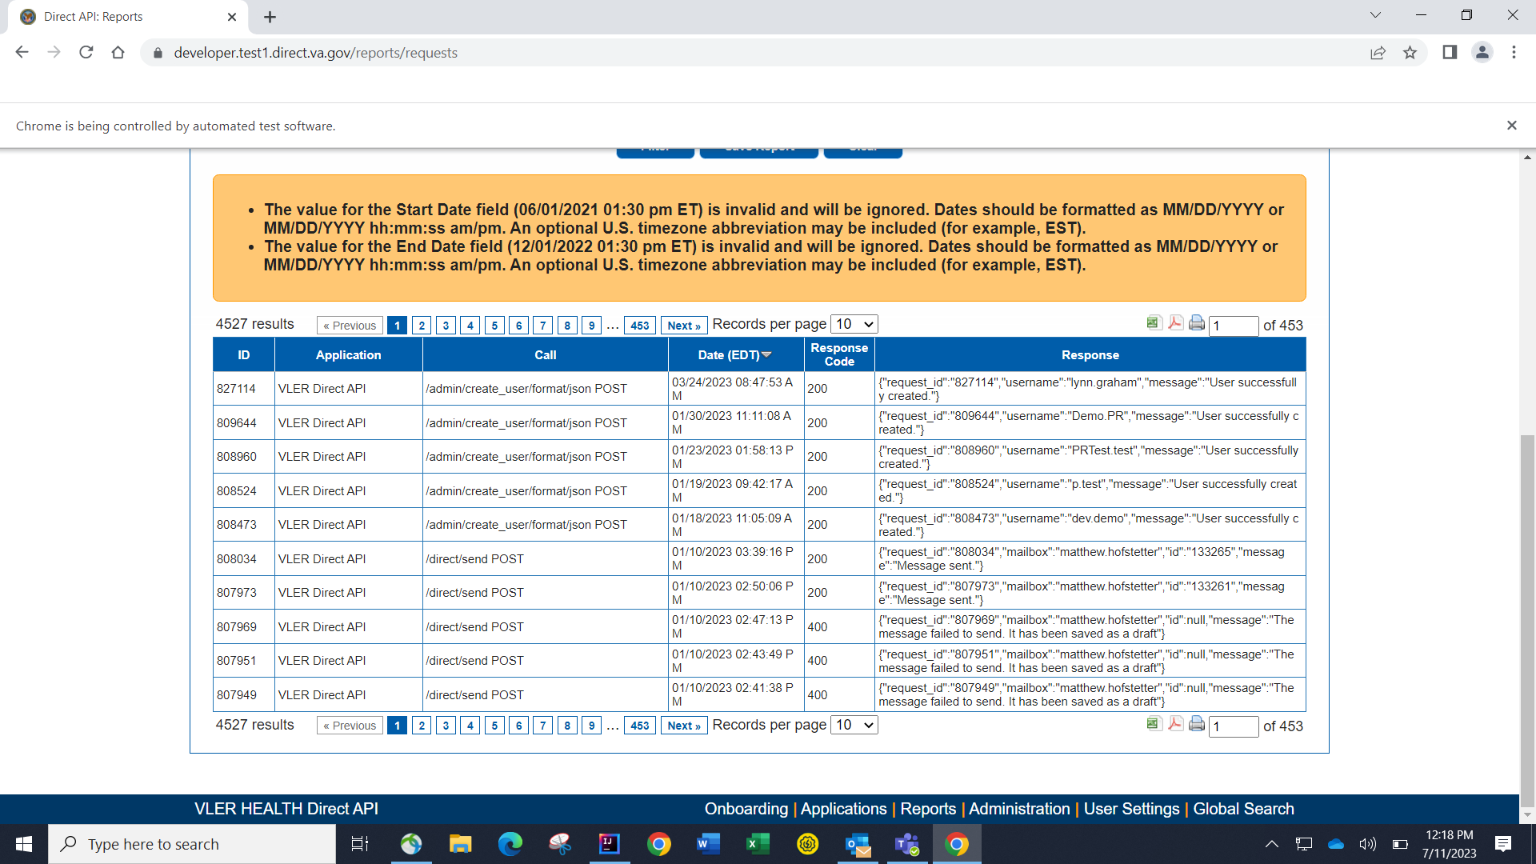 Direct API: Reports
developer.test1.direct.va.gov/reports/requests
Chrome is being controlled by automated test software.
• The value for the Start Date field (06/01/2021 01:30 pm ET) is invalid and will be ignored. Dates should be formatted as MM/DD/YYYY or
MM/DD/YYYY hh:mm:ss am/pm. An optional U.S. timezone abbreviation may be included (for example, EST).
• The value for the End Date field (12/01/2022 01:30 pm ET) is invalid and will be ignored. Dates should be formatted as MM/DD/YYYY or
MM/DD/YYYY hh:mm:ss am/pm. An optional U.S. timezone abbreviation may be included (for example, EST).
4527 results « Previous 1 2 3 4 5 6 7 8 9 ... 453 Next » Records per page 10 1 of 453
ID Application Call Date (EDT) Response Code Response
827114 VLER Direct API /admin/create_user/format/json POST 03/24/2023 08:47:53 A
M 200 {"request_id":"827114","username":"lynn.graham","message":"User successfull
y created."}
809644 VLER Direct API /admin/create_user/format/json POST 01/30/2023 11:11:08 A
M 200 {"request_id":"809644","username":"Demo.PR","message":"User successfully c
reated."}
808960 VLER Direct API /admin/create_user/format/json POST 01/23/2023 01:58:13 P
M 200 {"request_id":"808960","username":"PRTest.test","message":"User successfully
created."}
808524 VLER Direct API /admin/create_user/format/json POST 01/19/2023 09:42:17 A
M 200 {"request_id":"808524","username":"p.test","message":"User successfully creat
ed."}
808473 VLER Direct API /admin/create_user/format/json POST 01/18/2023 11:05:09 A
M 200 {"request_id":"808473","username":"dev.demo","message":"User successfully c
reated."}
808034 VLER Direct API /direct/send POST 01/10/2023 03:39:16 P
M 200 {"request_id":"808034","mailbox":"matthew.hofstetter","id":"133265","messag
e":"Message sent."}
807973 VLER Direct API /direct/send POST 01/10/2023 02:50:06 P
M 200 {"request_id":"807973","mailbox":"matthew.hofstetter","id":"133261","messag
e":"Message sent."}
807969 VLER Direct API /direct/send POST 01/10/2023 02:47:13 P
M 400 {"request_id":"807969","mailbox":"matthew.hofstetter","id":null,"message":"The
message failed to send. It has been saved as a draft"}
807951 VLER Direct API /direct/send POST 01/10/2023 02:43:49 P
M 400 {"request_id":"807951","mailbox":"matthew.hofstetter","id":null,"message":"The
message failed to send. It has been saved as a draft"}
807949 VLER Direct API /direct/send POST 01/10/2023 02:41:38 P
M 400 {"request_id":"807949","mailbox":"matthew.hofstetter","id":null,"message":"The
message failed to send. It has been saved as a draft"}
4527 results « Previous 1 2 3 4 5 6 7 8 9 ... 453 Next » Records per page 10 1 of 453
VLER HEALTH Direct API Onboarding | Applications | Reports | Administration | User Settings | Global Search
Type here to search
12:18 PM
7/11/2023